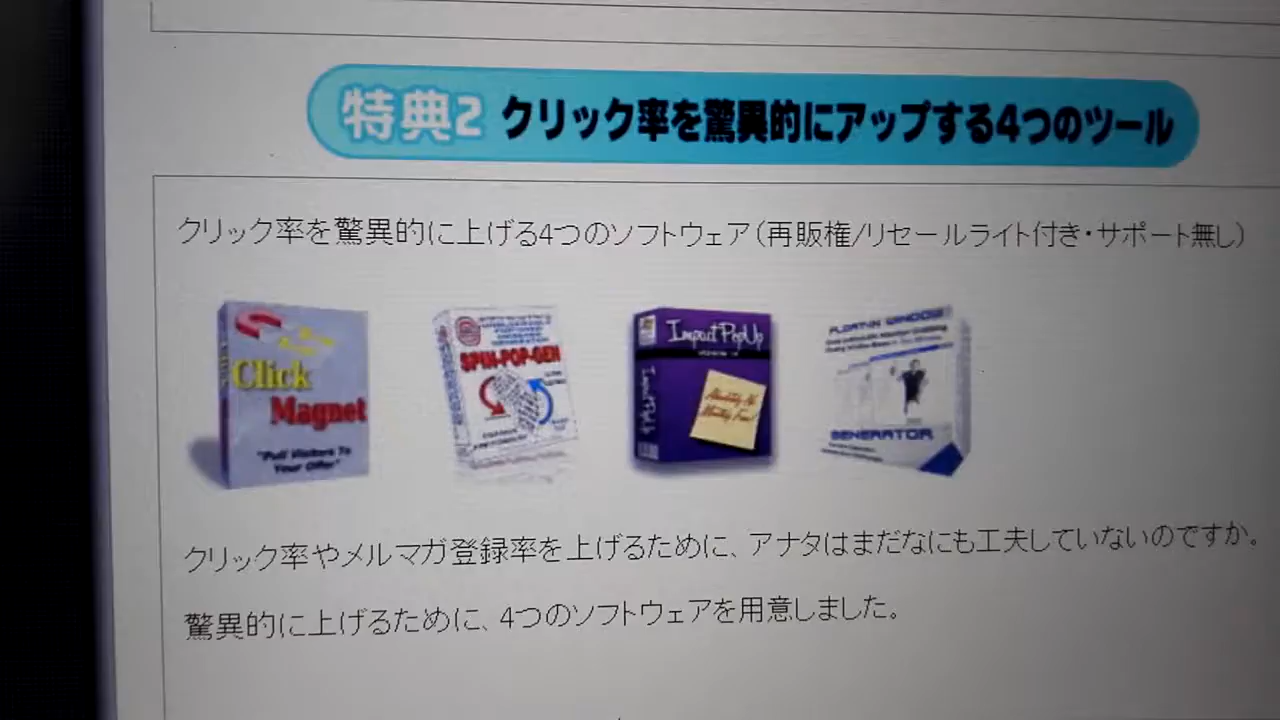 特典2 クリック率を驚異的にアップする4つのツール
クリック率を驚異的に上げる4つのソフトウェア(再販権/リセールライト付き・サポート無し)
Click
Magnet
"Pull Visitors To
Your Offer"
SPIN-POP-GEN
Impact PopUp
Impact PopUp
FLOAT-IN WINDOW
GENERATOR
クリック率やメルマガ登録率を上げるために、アナタはまだなにも工夫していないのですか。
驚異的に上げるために、4つのソフトウェアを用意しました。